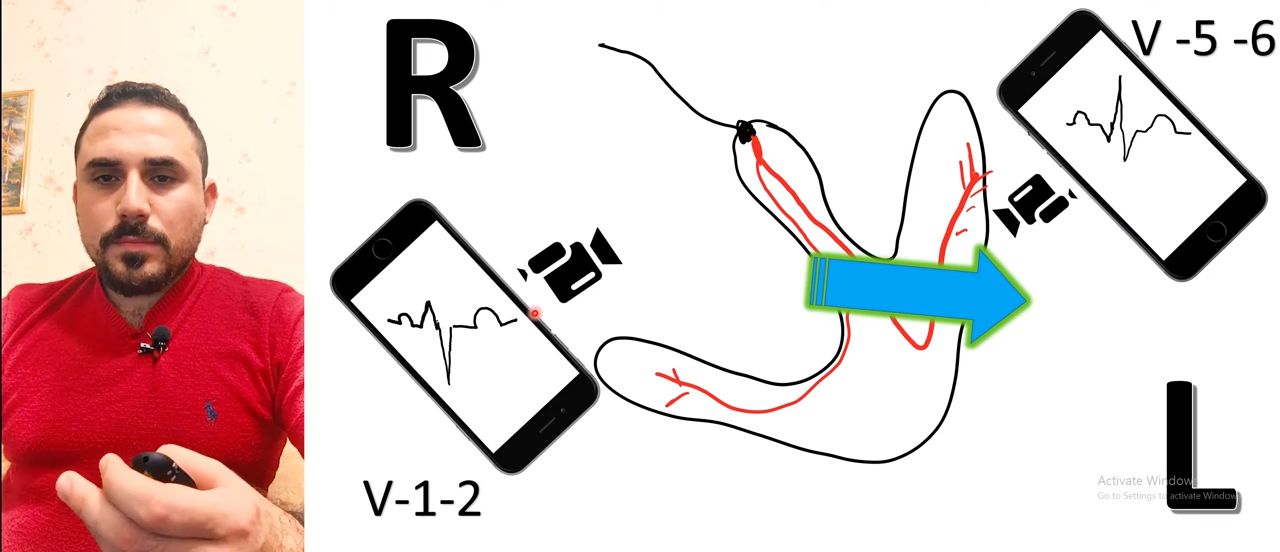 R
V -5 -6
V-1-2
L
Activate Windows
Go to Settings to activate Windows